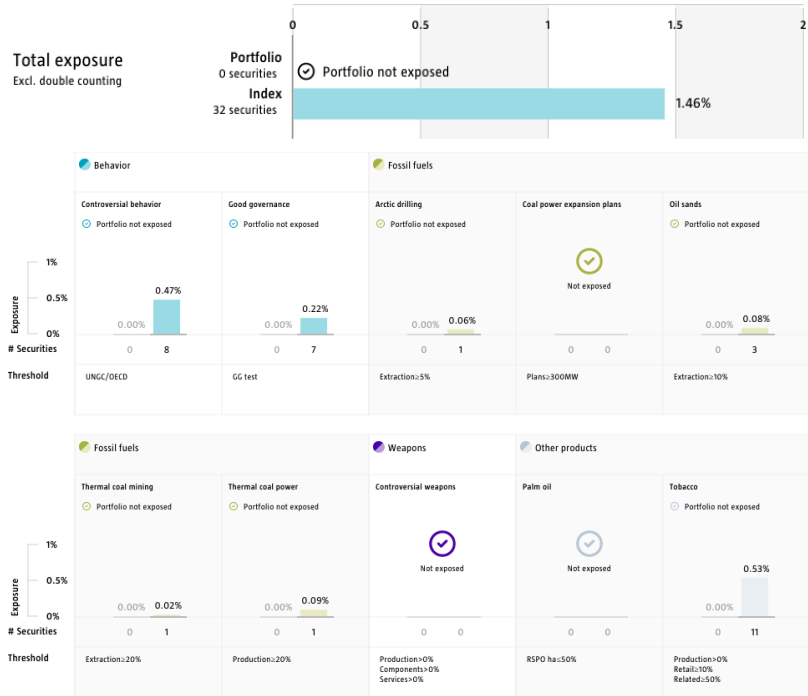 0 0.5 1 1.5 2
Total exposure
Excl. double counting
Portfolio
0 securities
Portfolio not exposed
Index
32 securities
1.46%
Behavior
Fossil fuels
Controversial behavior
Good governance
Arctic drilling
Coal power expansion plans
Oil sands
Portfolio not exposed
Portfolio not exposed
Portfolio not exposed
Portfolio not exposed
Not exposed
Exposure
1%
0.5%
0%
0.00% 0.47%
0.00% 0.22%
0.00% 0.06%
0.00% 0.08%
# Securities
0 8
0 7
0 1
0 0
0 3
Threshold
UNGC/OECD
GG test
Extraction≥5%
Plans≥300MW
Extraction≥10%
Fossil fuels
Weapons
Other products
Thermal coal mining
Thermal coal power
Controversial weapons
Palm oil
Tobacco
Portfolio not exposed
Portfolio not exposed
Portfolio not exposed
Not exposed
Not exposed
Exposure
1%
0.5%
0%
0.00% 0.02%
0.00% 0.09%
0.00% 0.53%
# Securities
0 1
0 1
0 0
0 0
0 11
Threshold
Extraction≥20%
Production≥20%
Production>0%
Components>0%
Services>0%
RSPO ha≤50%
Production>0%
Retail≥10%
Related≥50%